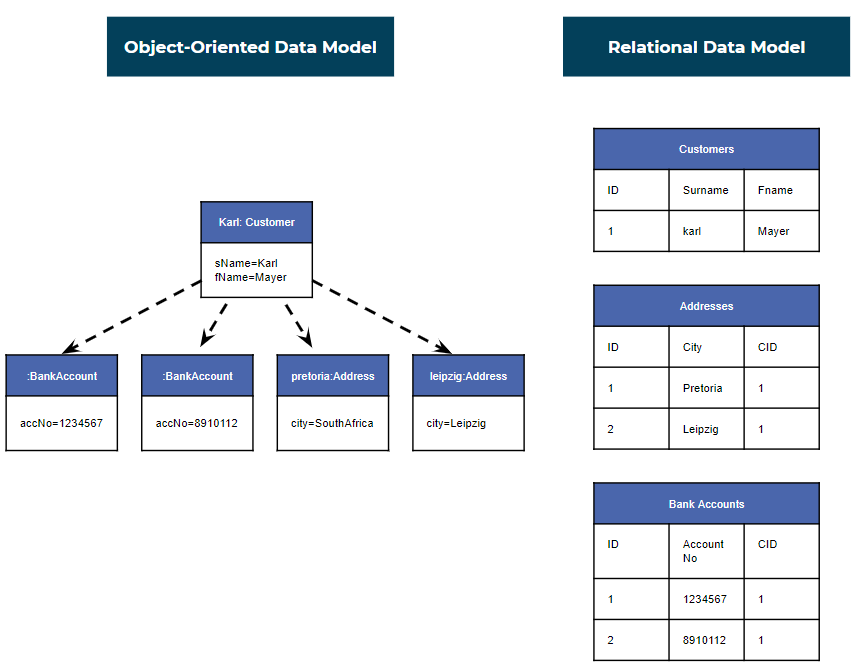 Object-Oriented Data Model
Karl: Customer
sName=Karl
fName=Mayer
:BankAccount
accNo=1234567
:BankAccount
accNo=8910112
pretoria:Address
city=SouthAfrica
leipzig:Address
city=Leipzig
Relational Data Model
Customers
ID Surname Fname
1 karl Mayer
Addresses
ID City CID
1 Pretoria 1
2 Leipzig 1
Bank Accounts
ID Account CID
No
1 1234567 1
2 8910112 1